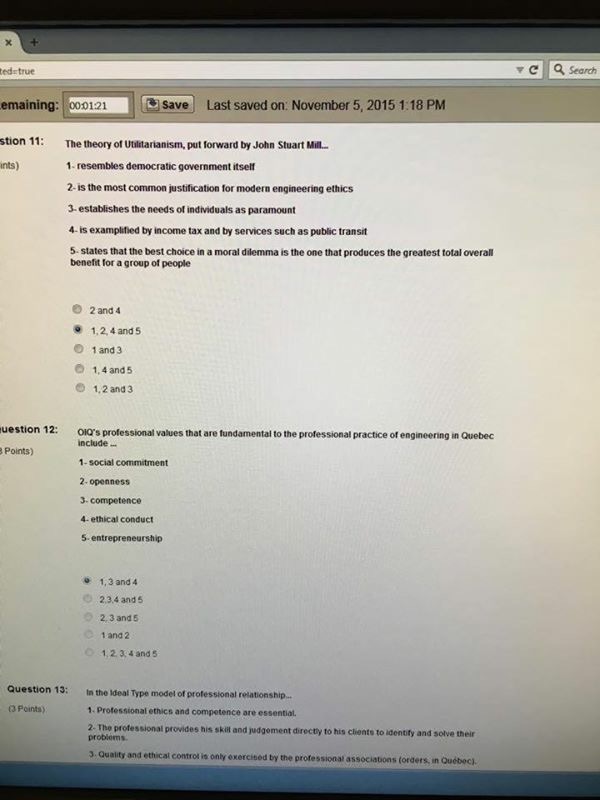 × +
ted=true
Search
emaining: 00:01:21 Save Last saved on: November 5, 2015 1:18 PM
stion 11: The theory of Utilitarianism, put forward by John Stuart Mill...
ints) 1- resembles democratic government itself
2- is the most common justification for modern engineering ethics
3- establishes the needs of individuals as paramount
4- is examplified by income tax and by services such as public transit
5- states that the best choice in a moral dilemma is the one that produces the greatest total overall
benefit for a group of people
2 and 4
1, 2, 4 and 5
1 and 3
1, 4 and 5
1, 2 and 3
uestion 12: OIQ's professional values that are fundamental to the professional practice of engineering in Quebec
include ...
3 Points)
1- social commitment
2- openness
3- competence
4- ethical conduct
5- entrepreneurship
1, 3 and 4
2,3,4 and 5
2, 3 and 5
1 and 2
1, 2, 3, 4 and 5
Question 13: In the Ideal Type model of professional relationship...
(3 Points) 1- Professional ethics and competence are essential.
2- The professional provides his skill and judgement directly to his clients to identify and solve their
problems.
3- Quality and ethical control is only exercised by the professional associations (orders, in Québec).